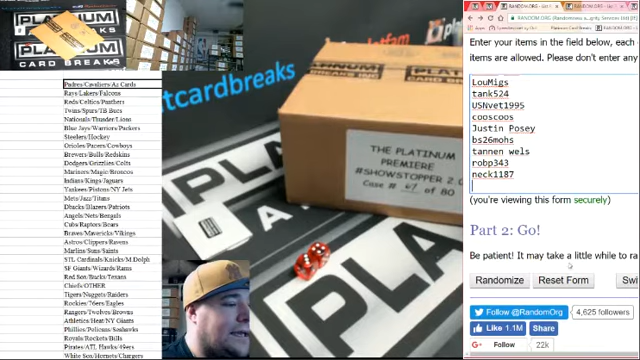 PLATINUM
BREAKS
PLATINUM
BREAKS
tcardbreaks
PLATINUM
BREAKS INC
THE PLATINUM
PREMIERE
#SHOWSTOPPER 2.0
Case # 67 of 80
Padres/Cavaliers/Az Cards
Rays/Lakers/Falcons
Reds/Celtics/Panthers
Twins/Spurs/TB Bucs
Nationals/Thunder/Lions
Blue Jays/Warriors/Packers
Steelers/Hockey
Orioles/Pacers/Cowboys
Brewers/Bulls/Redskins
Dodgers/Grizzlies/Colts
Mariners/Magic/Broncos
Indians/Kings/Jaguars
Yankees/Pistons/NY Jets
Mets/Jazz/Titans
Dbacks/Blazers/Patriots
Angels/Nets/Bengals
Cubs/Raptors/Bears
Braves/Mavericks/Vikings
Astros/Clippers/Ravens
Marlins/Suns/Saints
STL Cardinals/Knicks/M.Dolph
SF Giants/Wizards/Rams
Red Sox/Bucks/Texans
Chiefs/OTHER
Tigers/Nuggets/Raiders
Rockies/76ers/Eagles
Rangers/Twolves/Browns
Athletics/Heat/NY Giants
Phillies/Pelicans/Seahawks
Royals/Rockets/Bills
Pirates/ATL Hawks/49ers
White Sox/Hornets/Chargers
Enter your items in the field below, each
items are allowed. Please don't enter any
LouMigs
tank524
USNvet1995
cooscoos
Justin Posey
bs26mohs
tannen wels
robp343
neck1187
(you're viewing this form securely)
Part 2: Go!
Be patient! It may take a little while to ra
Randomize
Reset Form
Swi
Follow @RandomOrg
4,625 followers
Like 1.1M
Share
Follow
22k